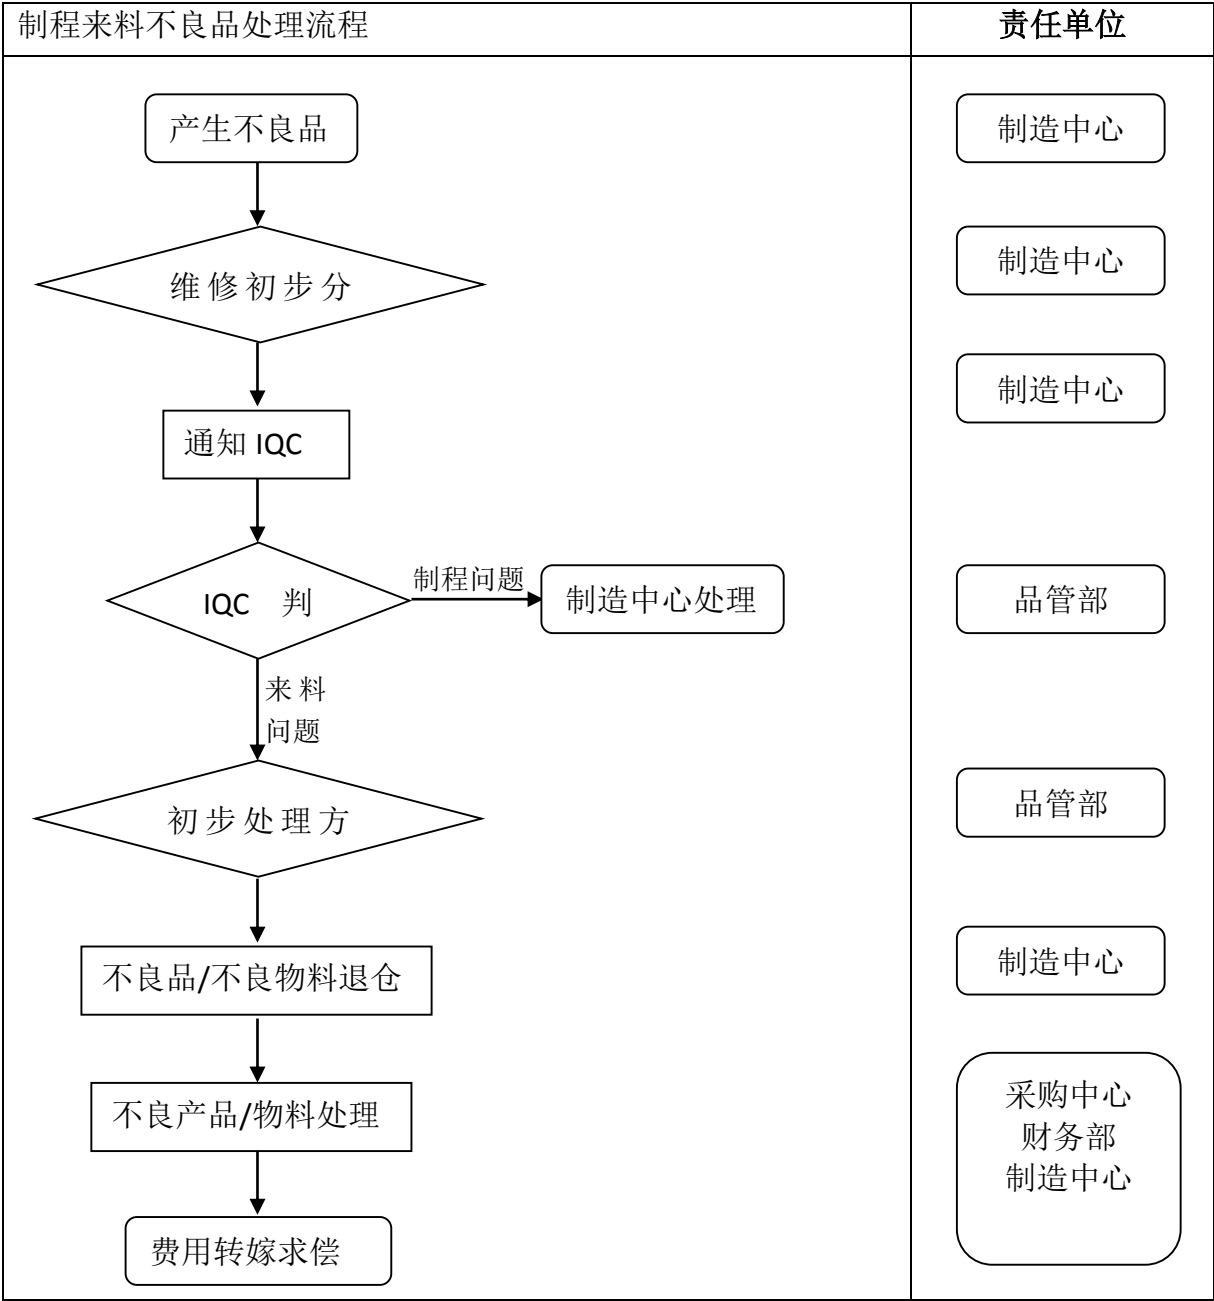 制程来料不良品处理流程
责任单位
产生不良品
制造中心
维修初步分
制造中心
制造中心
通知 IQC
IQC 判
制程问题
制造中心处理
品管部
来料
问题
初步处理方
品管部
不良品/不良物料退仓
制造中心
不良产品/物料处理
采购中心
财务部
制造中心
费用转嫁求偿